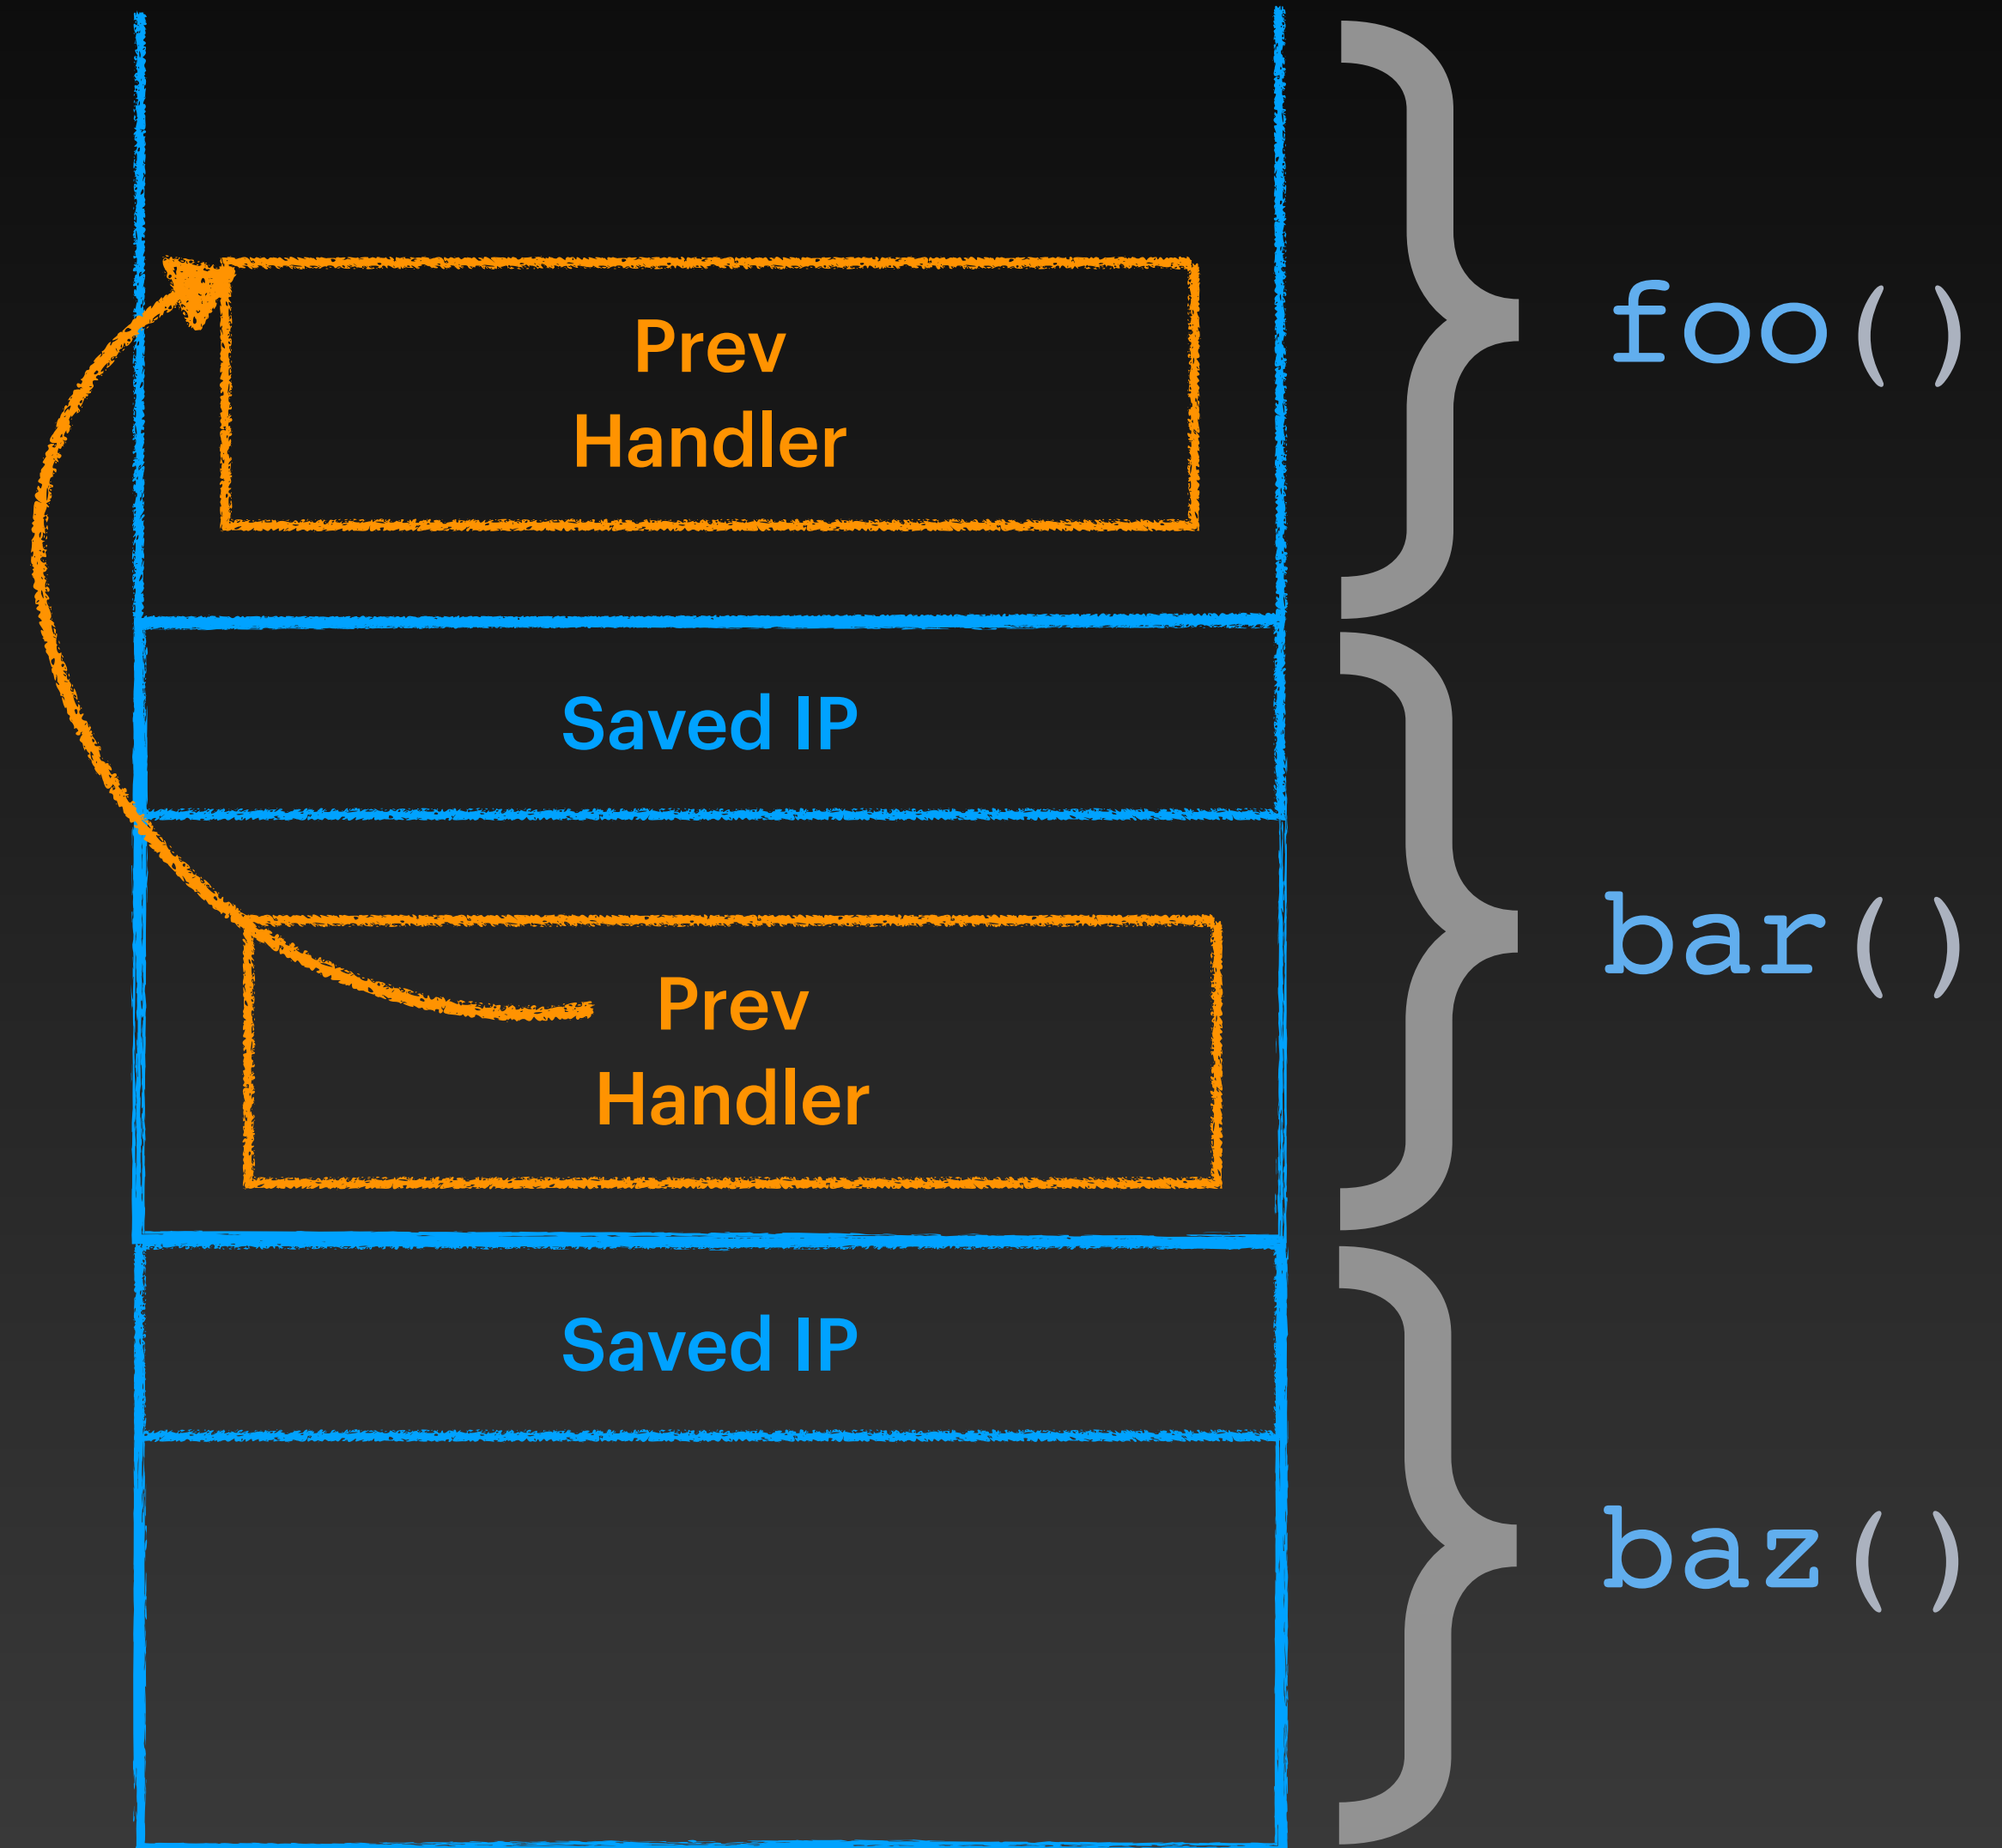 Prev
Handler
foo()
Saved IP
bar()
Prev
Handler
Saved IP
baz()